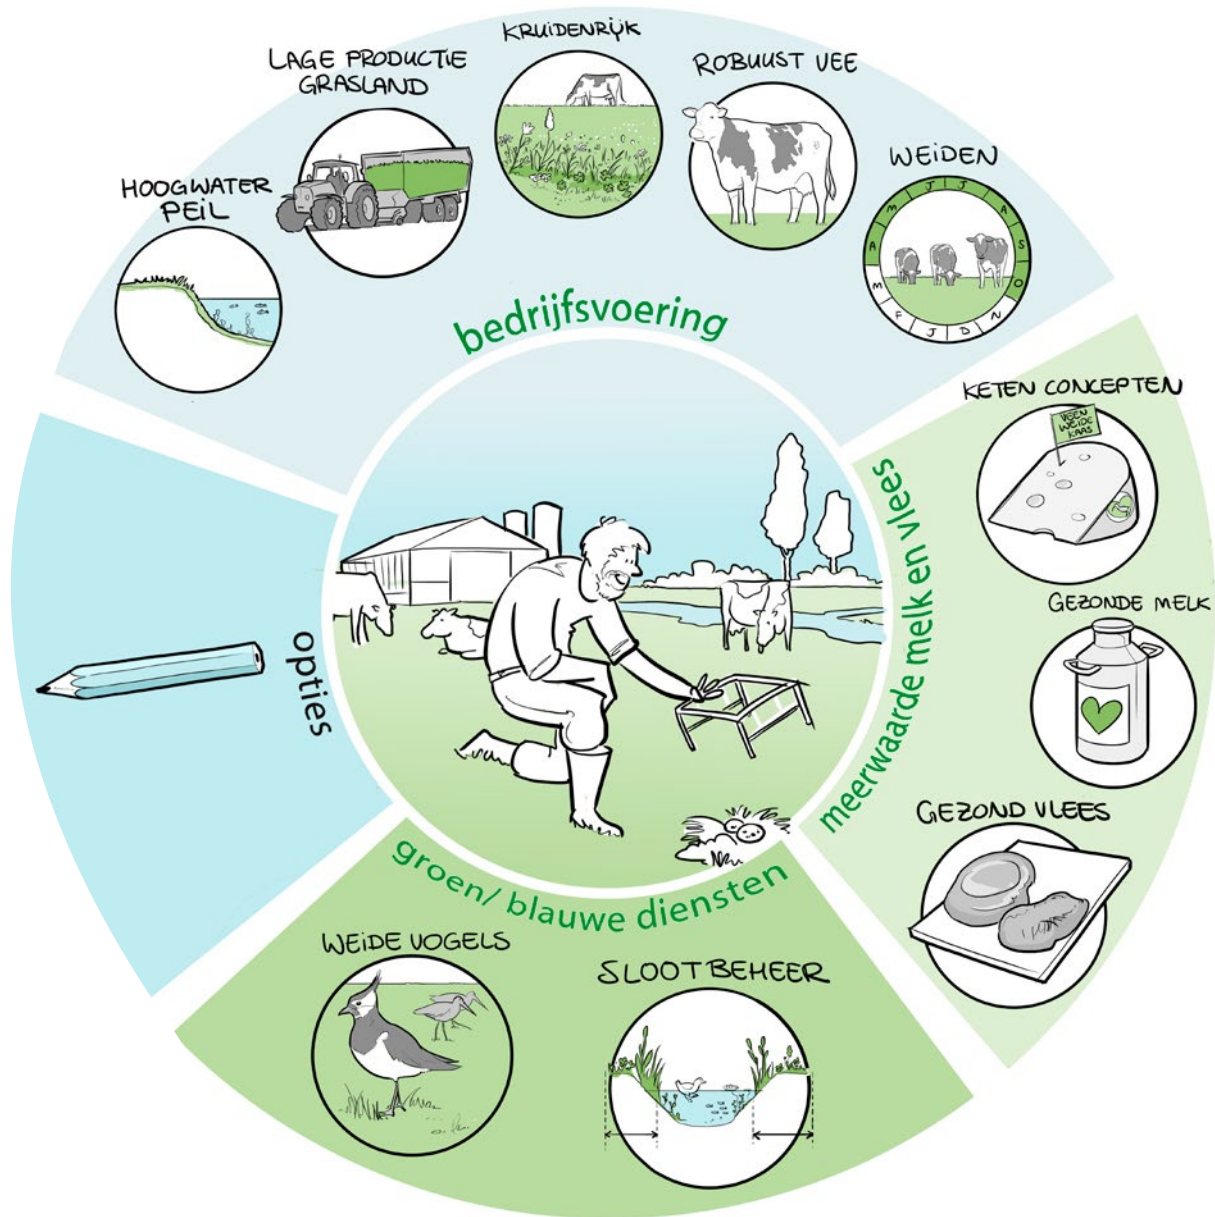 KRUIDENRIJK
LAGE PRODUCTIE
GRASLAND
ROBUUST VEE
HOOGWATER
PEIL
WEIDEN
J F M A M J J A S O N D
bedrijfsvoering
KETEN CONCEPTEN
VEEN
WEIDE
KAAS
GEZONDE MELK
GEZOND VLEES
meerwaarde melk en vlees
opties
groen/ blauwe diensten
WEIDE VOGELS
SLOOTBEHEER